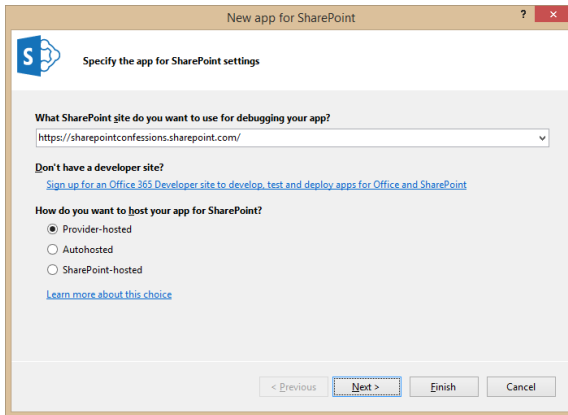 New app for SharePoint
? x
S
Specify the app for SharePoint settings
What SharePoint site do you want to use for debugging your app?
https://sharepointconfessions.sharepoint.com/
Don't have a developer site?
Sign up for an Office 365 Developer site to develop, test and deploy apps for Office and SharePoint
How do you want to host your app for SharePoint?
Provider-hosted
Autohosted
SharePoint-hosted
Learn more about this choice
< Previous Next > Finish Cancel